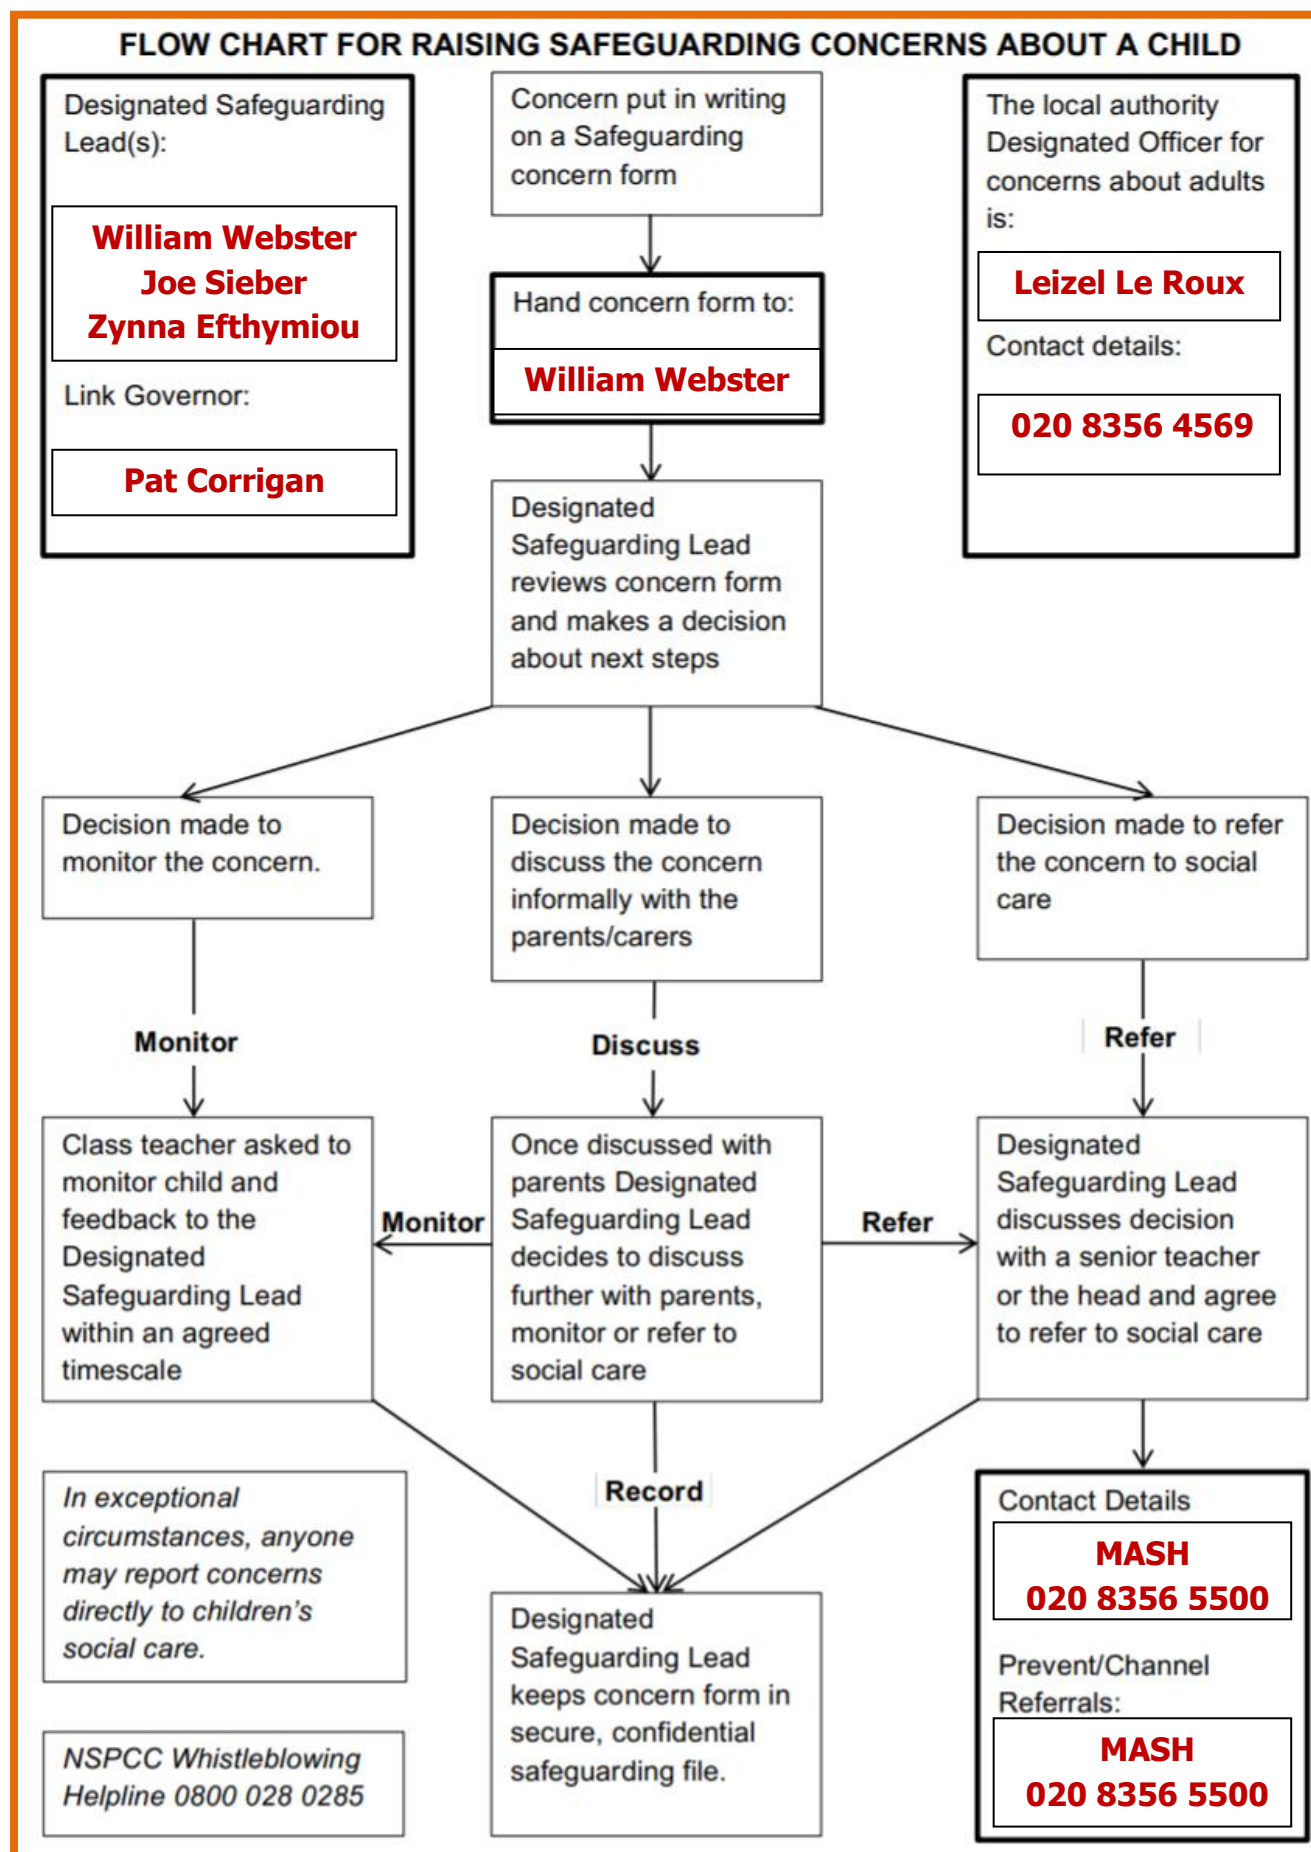 FLOW CHART FOR RAISING SAFEGUARDING CONCERNS ABOUT A CHILD
Designated Safeguarding
Lead(s):
William Webster
Joe Sieber
Zynna Efthymiou
Link Governor:
Pat Corrigan
Concern put in writing
on a Safeguarding
concern form
Hand concern form to:
William Webster
The local authority
Designated Officer for
concerns about adults
is:
Leizel Le Roux
Contact details:
020 8356 4569
Designated
Safeguarding Lead
reviews concern form
and makes a decision
about next steps
Decision made to
monitor the concern.
Decision made to
discuss the concern
informally with the
parents/carers
Decision made to refer
the concern to social
care
Monitor
Discuss
Refer
Class teacher asked to
monitor child and
feedback to the
Designated
Safeguarding Lead
within an agreed
timescale
Monitor
Once discussed with
parents Designated
Safeguarding Lead
decides to discuss
further with parents,
monitor or refer to
social care
Refer
Designated
Safeguarding Lead
discusses decision
with a senior teacher
or the head and agree
to refer to social care
Record
In exceptional
circumstances, anyone
may report concerns
directly to children's
social care.
NSPCC Whistleblowing
Helpline 0800 028 0285
Designated
Safeguarding Lead
keeps concern form in
secure, confidential
safeguarding file.
Contact Details
MASH
020 8356 5500
Prevent/Channel
Referrals:
MASH
020 8356 5500